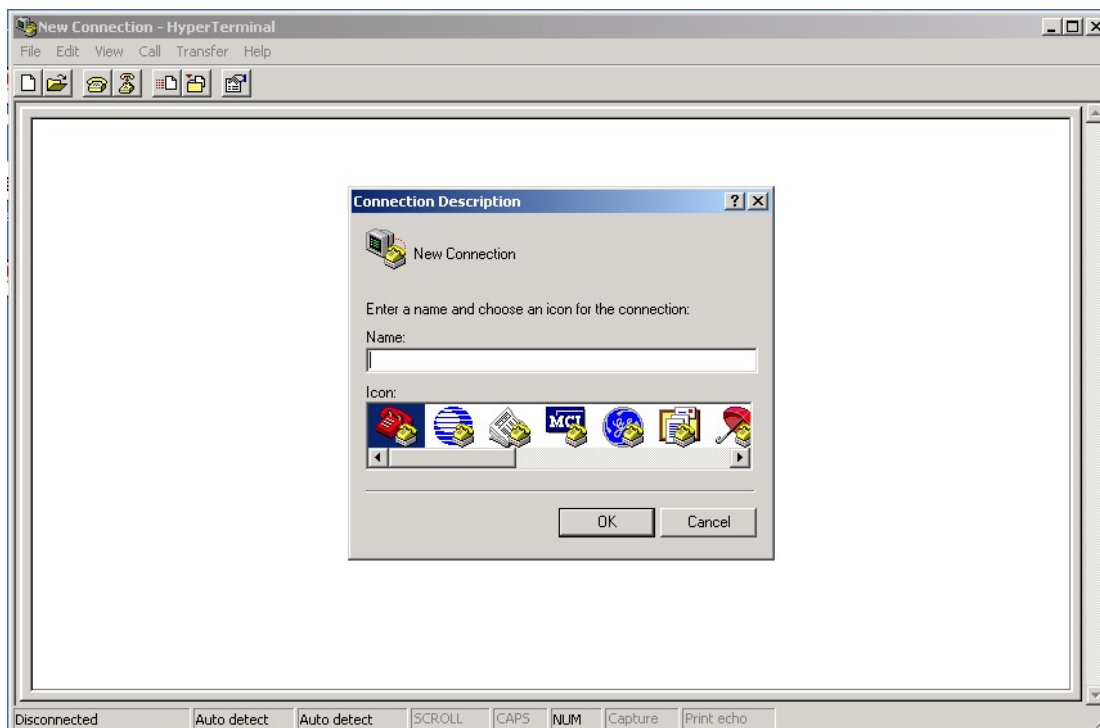 New Connection - HyperTerminal
File Edit View Call Transfer Help
Connection Description
New Connection
Enter a name and choose an icon for the connection:
Name:
Icon:
MCI
OK Cancel
Disconnected Auto detect Auto detect SCROLL CAPS NUM Capture Print echo